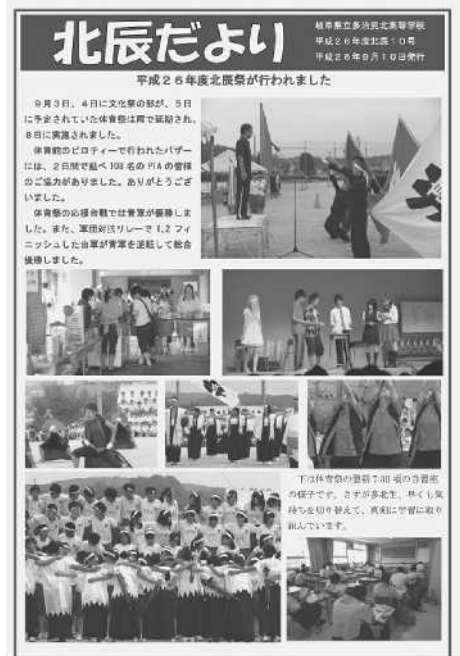 北辰だより
岐阜県立多治見北高等学校
平成２６年度北辰１０号
平成２６年９月１０日発行
平成２６年度北辰祭が行われました
９月３日、４日に文化祭の部が、５日
に予定されていた体育祭は雨で延期され、
８日に実施されました。
体育館のピロティーで行われたバザー
には、２日間で延べ 108 名の PTA の皆様
のご協力がありました。ありがとうござ
いました。
体育祭の応援合戦では青軍が優勝しま
した。また、軍団対抗リレーで 1,2 フィ
ニッシュした白軍が青軍を逆転して総合
優勝しました。
下は体育祭の翌朝 7:30 頃の自習室
の様子です。さすが多北生、早くも気
持ちを切り替えて、真剣に学習に取り
組んでいます。